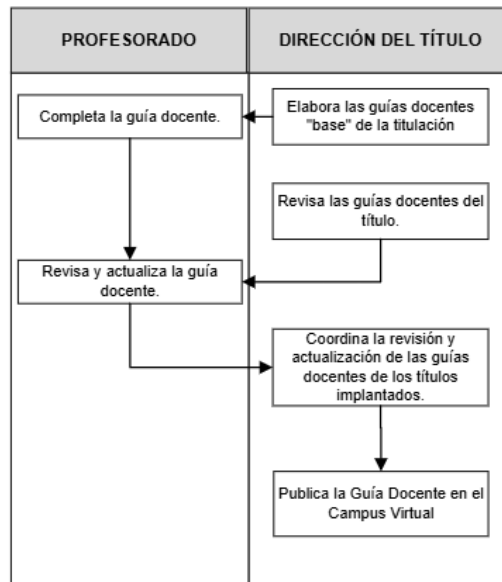 PROFESORADO
DIRECCIÓN DEL TÍTULO
Completa la guía docente.
Elabora las guías docentes
"base" de la titulación
Revisa las guías docentes del
título.
Revisa y actualiza la guía
docente.
Coordina la revisión y
actualización de las guías
docentes de los títulos
implantados.
Publica la Guía Docente en el
Campus Virtual